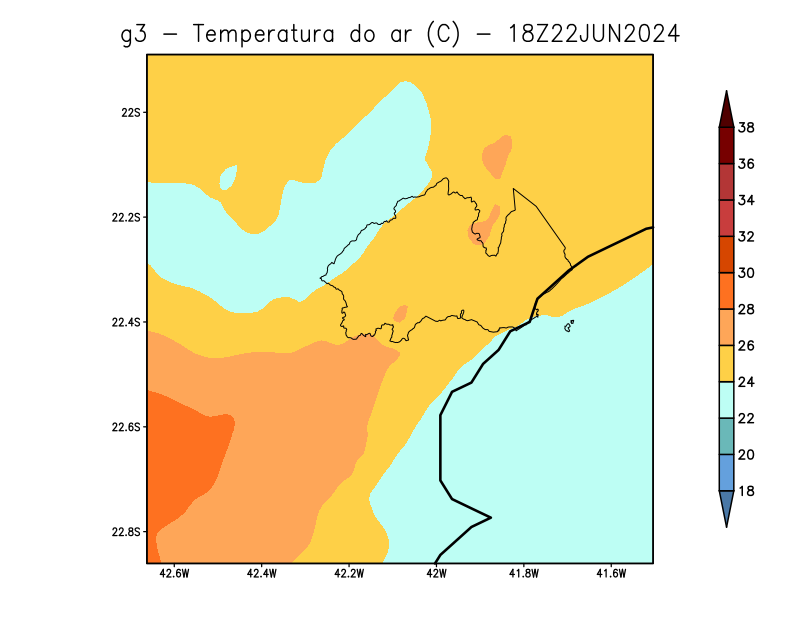 g3 - Temperatura do ar (C) - 18Z22JUN2024
22S
22.2S
22.4S
22.6S
22.8S
42.6W
42.4W
42.2W
42W
41.8W
41.6W
38
36
34
32
30
28
26
24
22
20
18